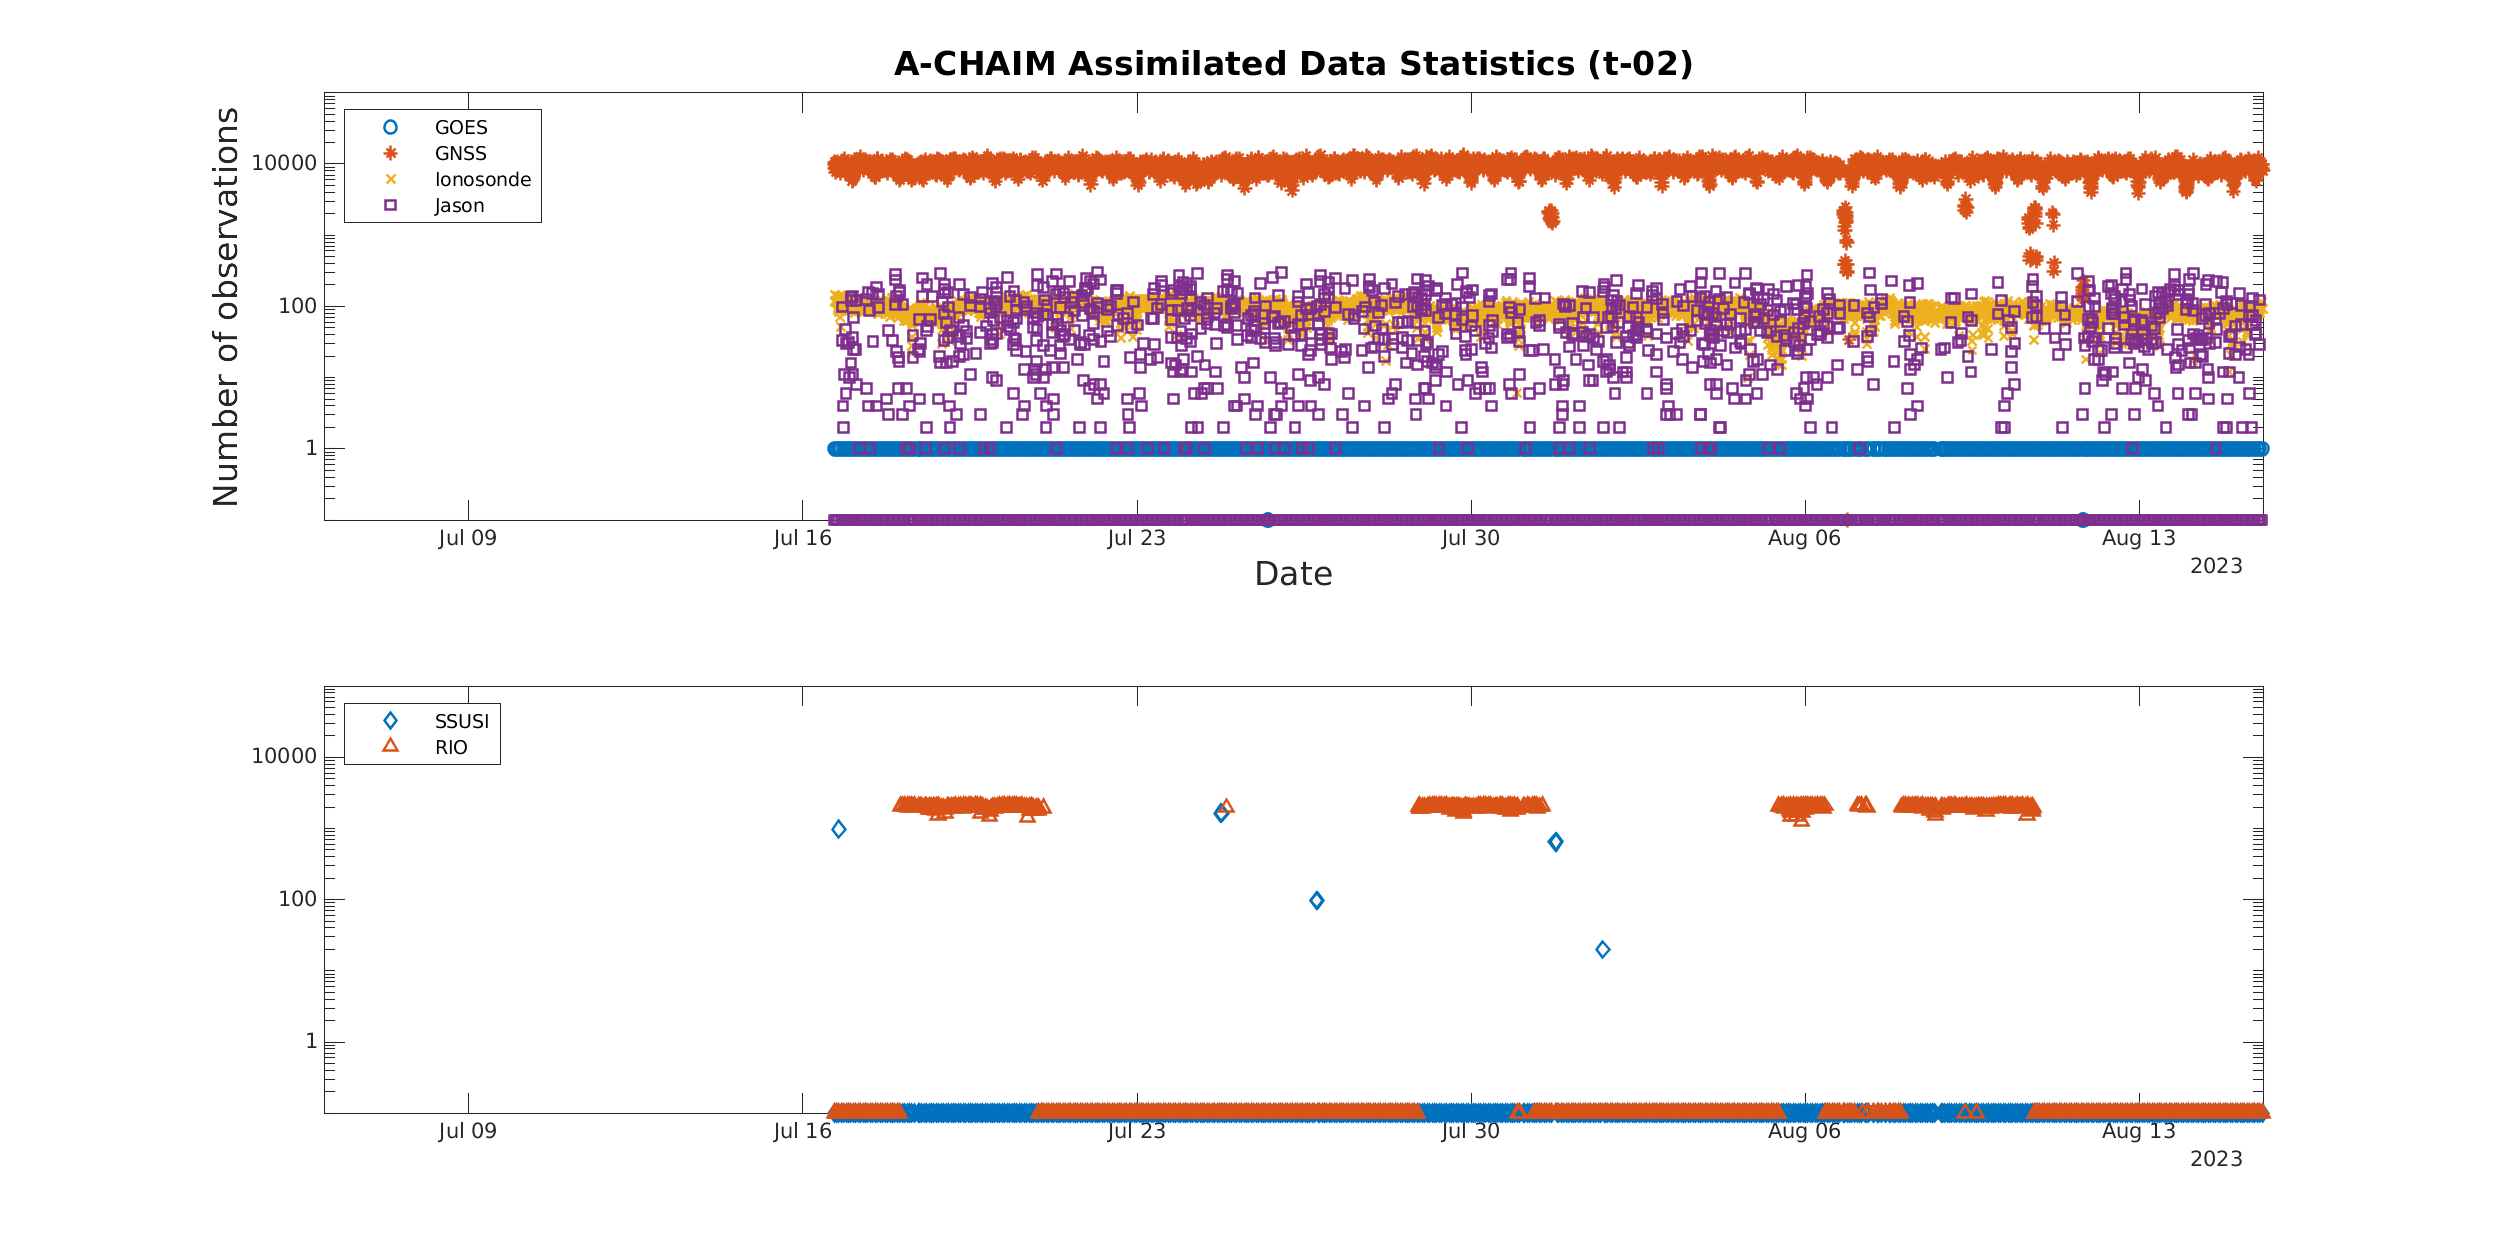 A-CHAIM Assimilated Data Statistics (t-02)
Number of observations
10000
100
1
GOES
GNSS
Ionosonde
Jason
Jul 09
Jul 16
Jul 23
Jul 30
Aug 06
Aug 13
2023
Date
10000
100
1
SSUSI
RIO
Jul 09
Jul 16
Jul 23
Jul 30
Aug 06
Aug 13
2023